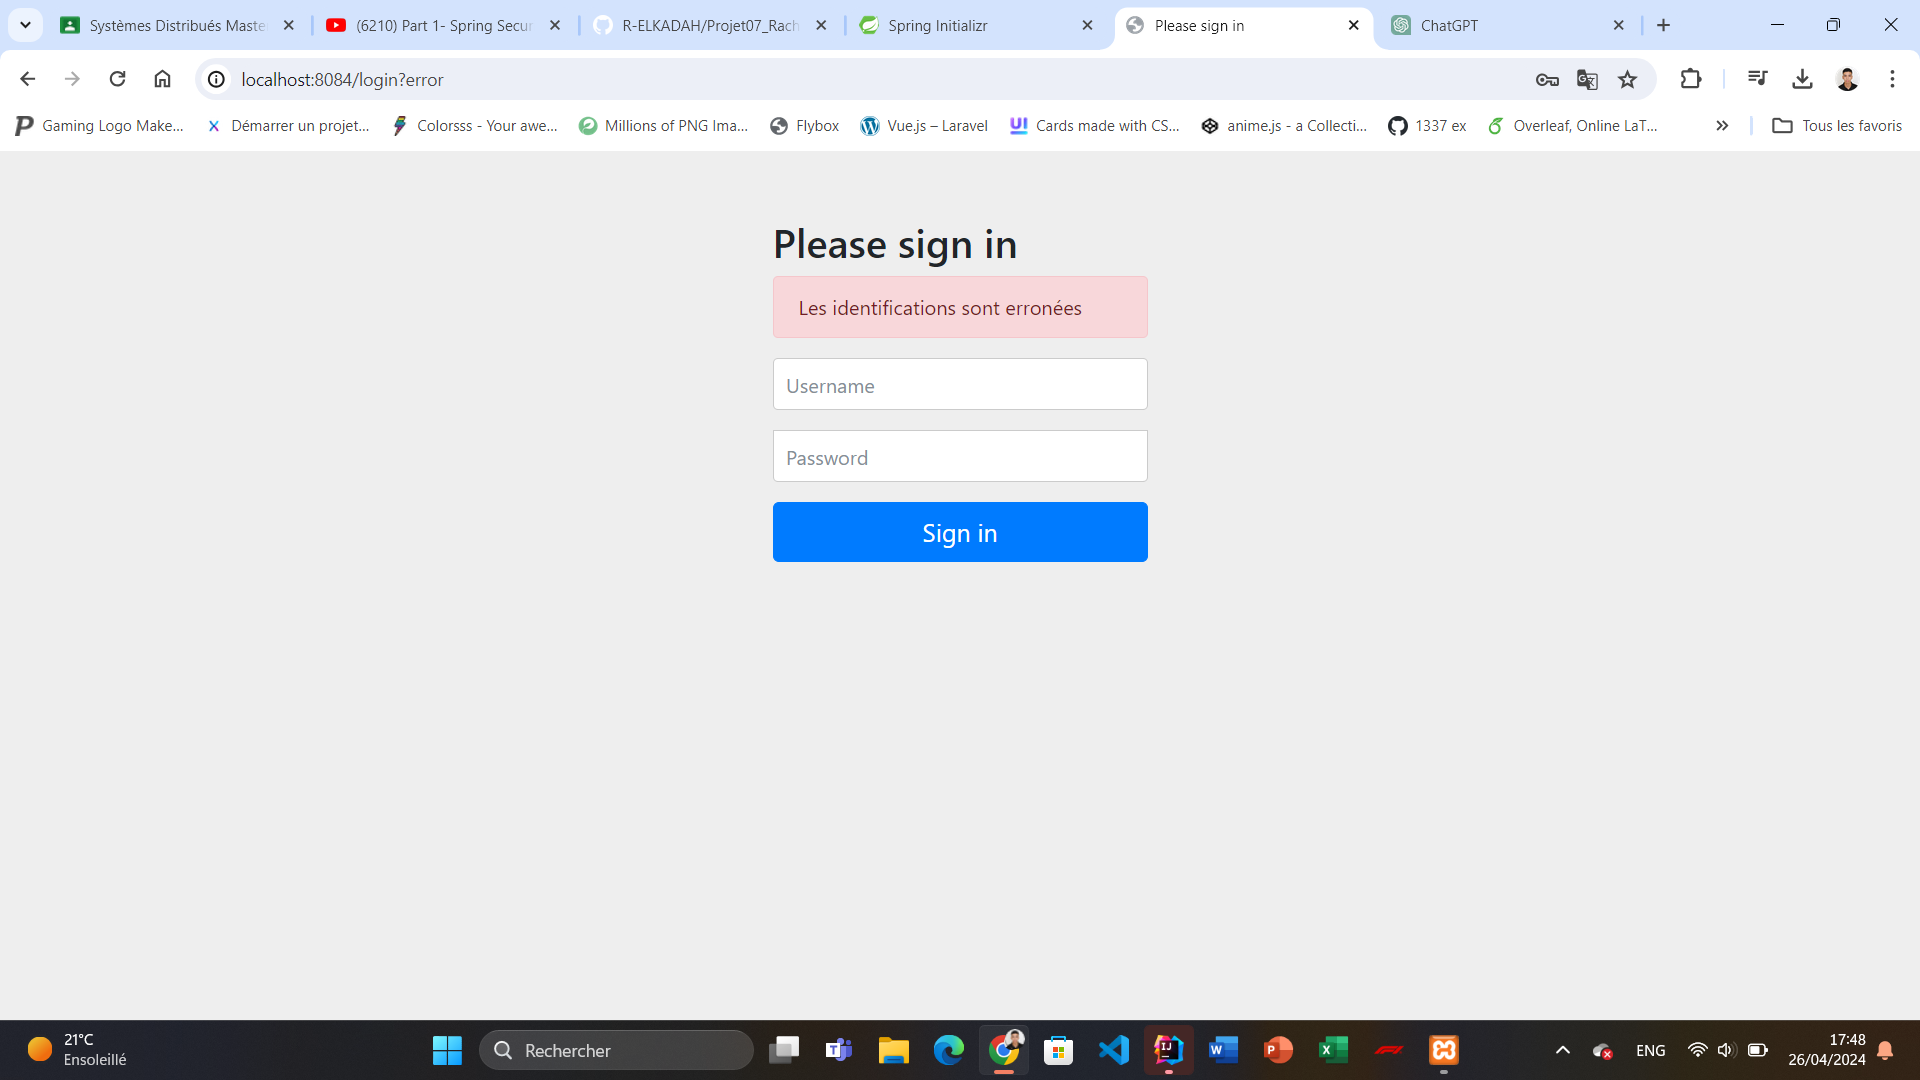 Systèmes Distribués Maste
(6210) Part 1- Spring Secur
R-ELKADAH/Projet07_Rach
Spring Initializr
Please sign in
ChatGPT
localhost:8084/login?error
Gaming Logo Make...
Démarrer un projet...
Colorsss - Your awe...
Millions of PNG Ima...
Flybox
Vue.js – Laravel
Cards made with CS...
anime.js - a Collecti...
1337 ex
Overleaf, Online LaT...
Tous les favoris
Please sign in
Les identifications sont erronées
Username
Password
Sign in
21°C
Ensoleillé
Rechercher
ENG
17:48
26/04/2024